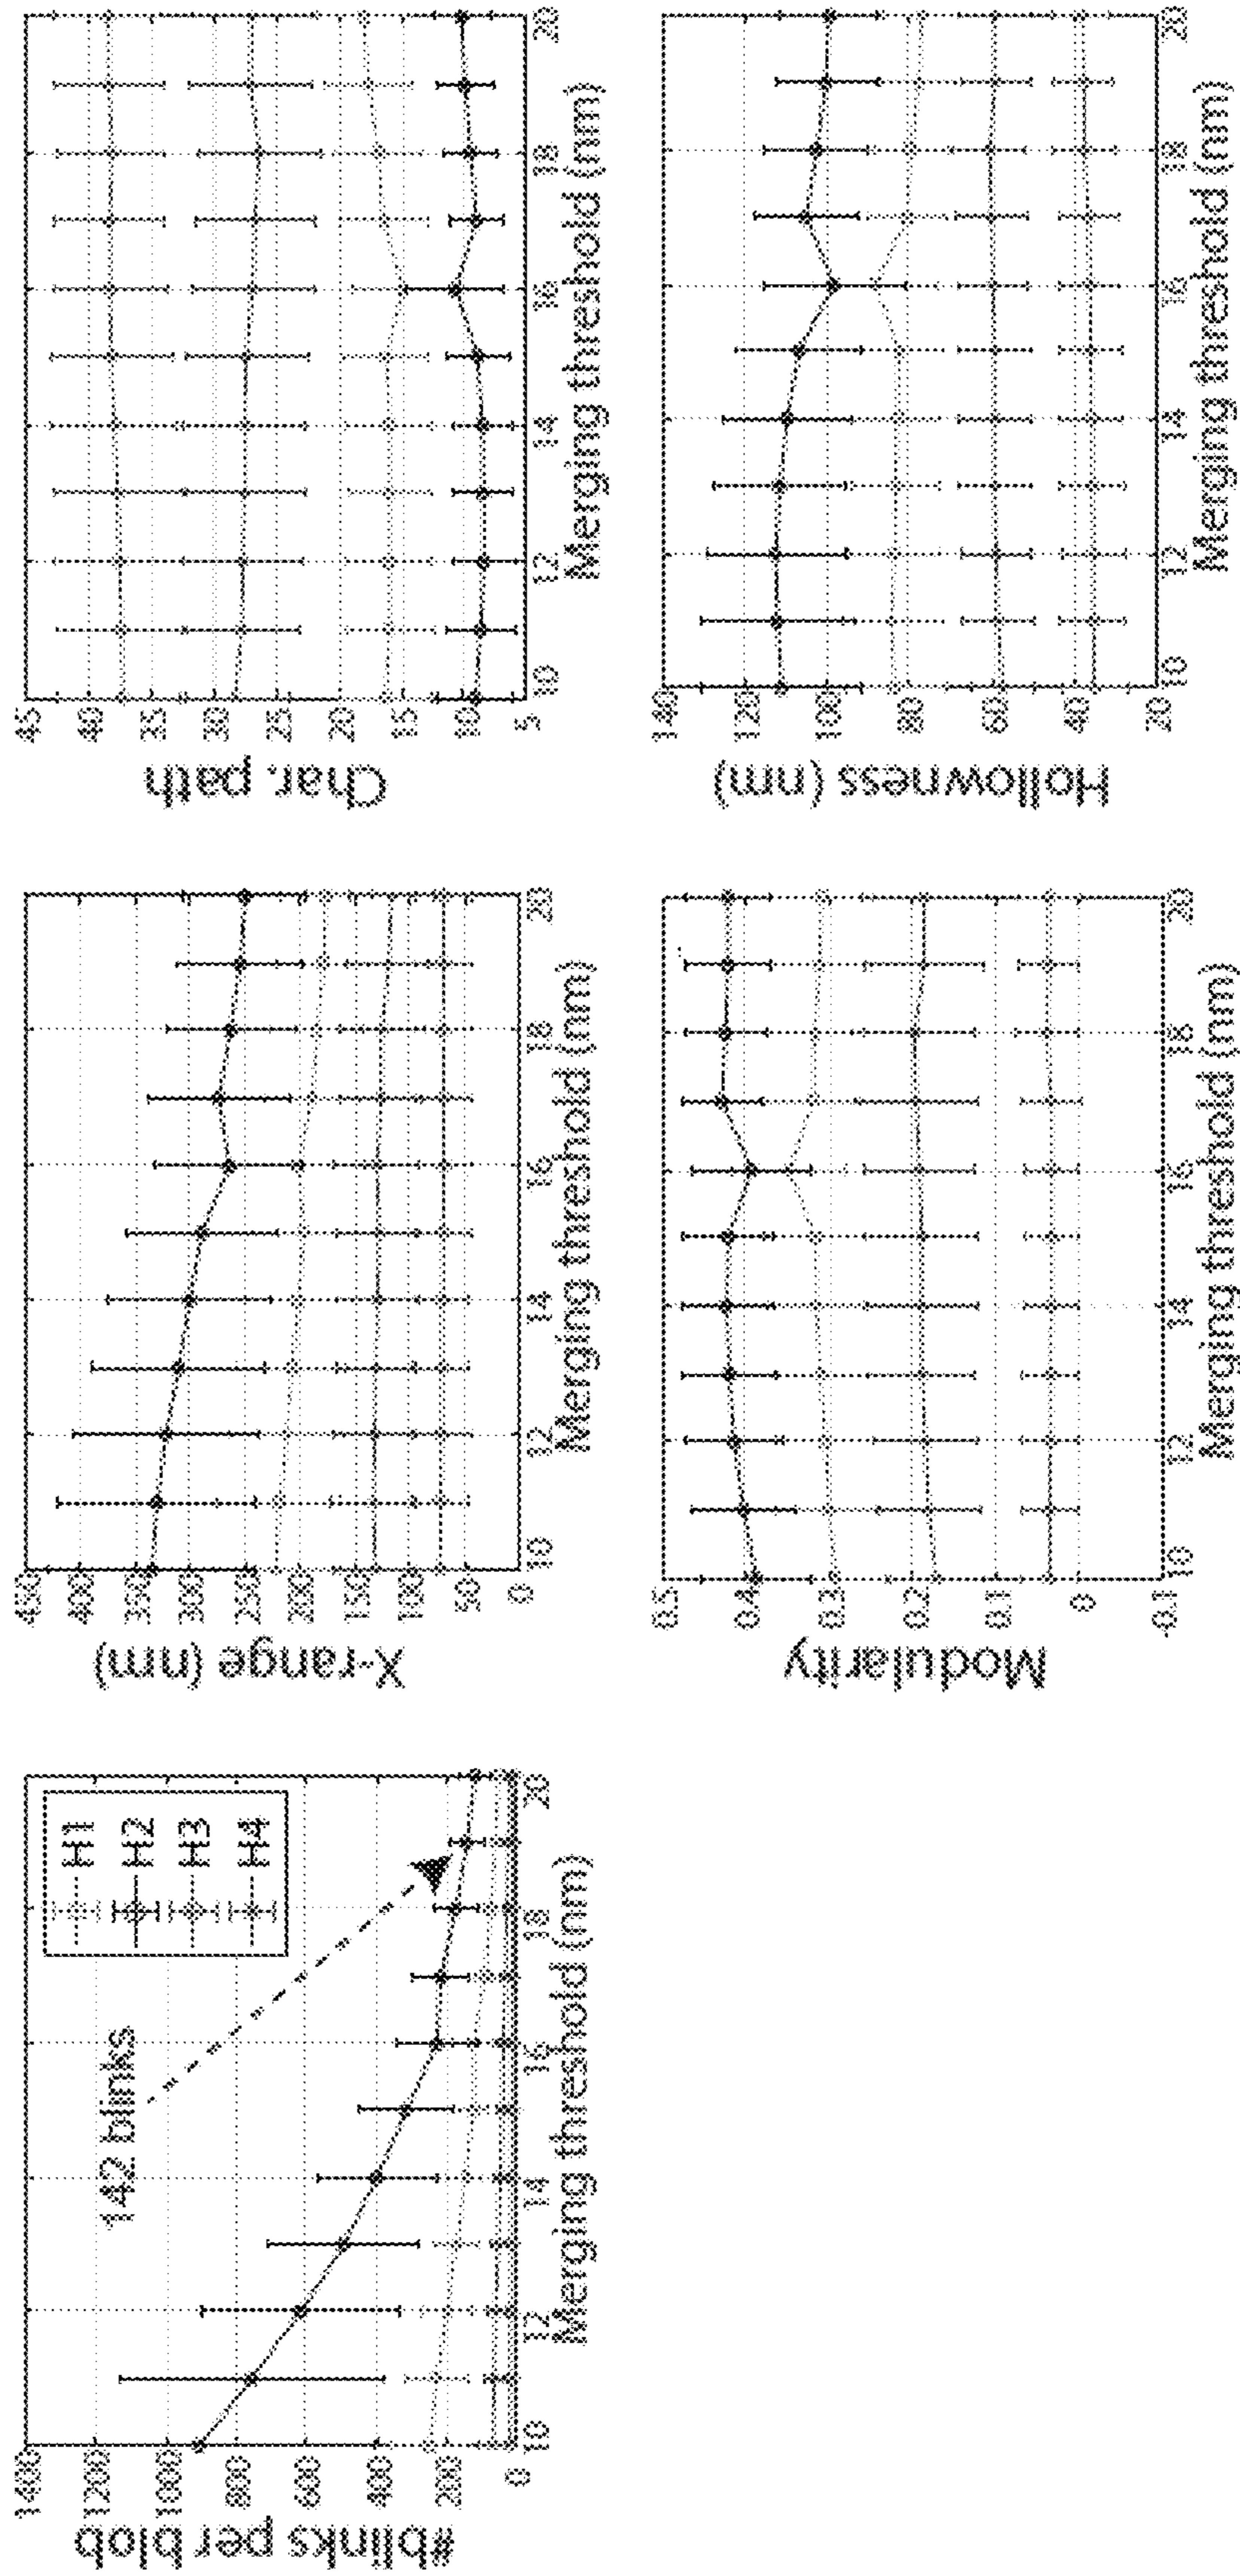 1400
1200
1000
800
600
400
200
0
#blinks per blob
142 blinks
H1
H2
H3
H4
10 12 14 16 18 20
Merging threshold (nm)
450
400
350
300
250
200
150
100
50
0
X-range (nm)
10 12 14 16 18 20
Merging threshold (nm)
45
40
35
30
25
20
15
10
5
Char. path
10 12 14 16 18 20
Merging threshold (nm)
0.5
0.4
0.3
0.2
0.1
0
-0.1
Modularity
10 12 14 16 18 20
Merging threshold (nm)
140
120
100
80
60
40
20
Hollowness (nm)
10 12 14 16 18 20
Merging threshold (nm)